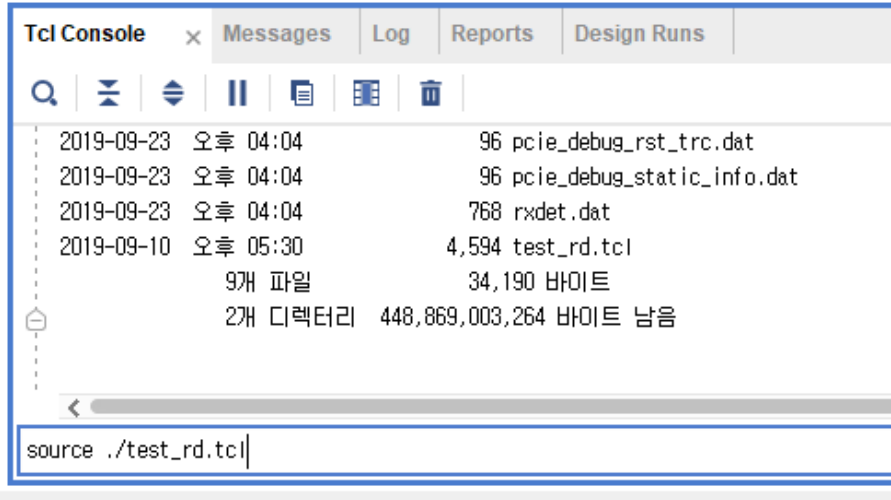 Tcl Console × Messages Log Reports Design Runs
2019-09-23 오후 04:04 96 pcie_debug_rst_trc.dat
2019-09-23 오후 04:04 96 pcie_debug_static_info.dat
2019-09-23 오후 04:04 768 rxdet.dat
2019-09-10 오후 05:30 4,594 test_rd.tcl
9개 파일 34,190 바이트
2개 디렉터리 448,869,003,264 바이트 남음
source ./test_rd.tcl